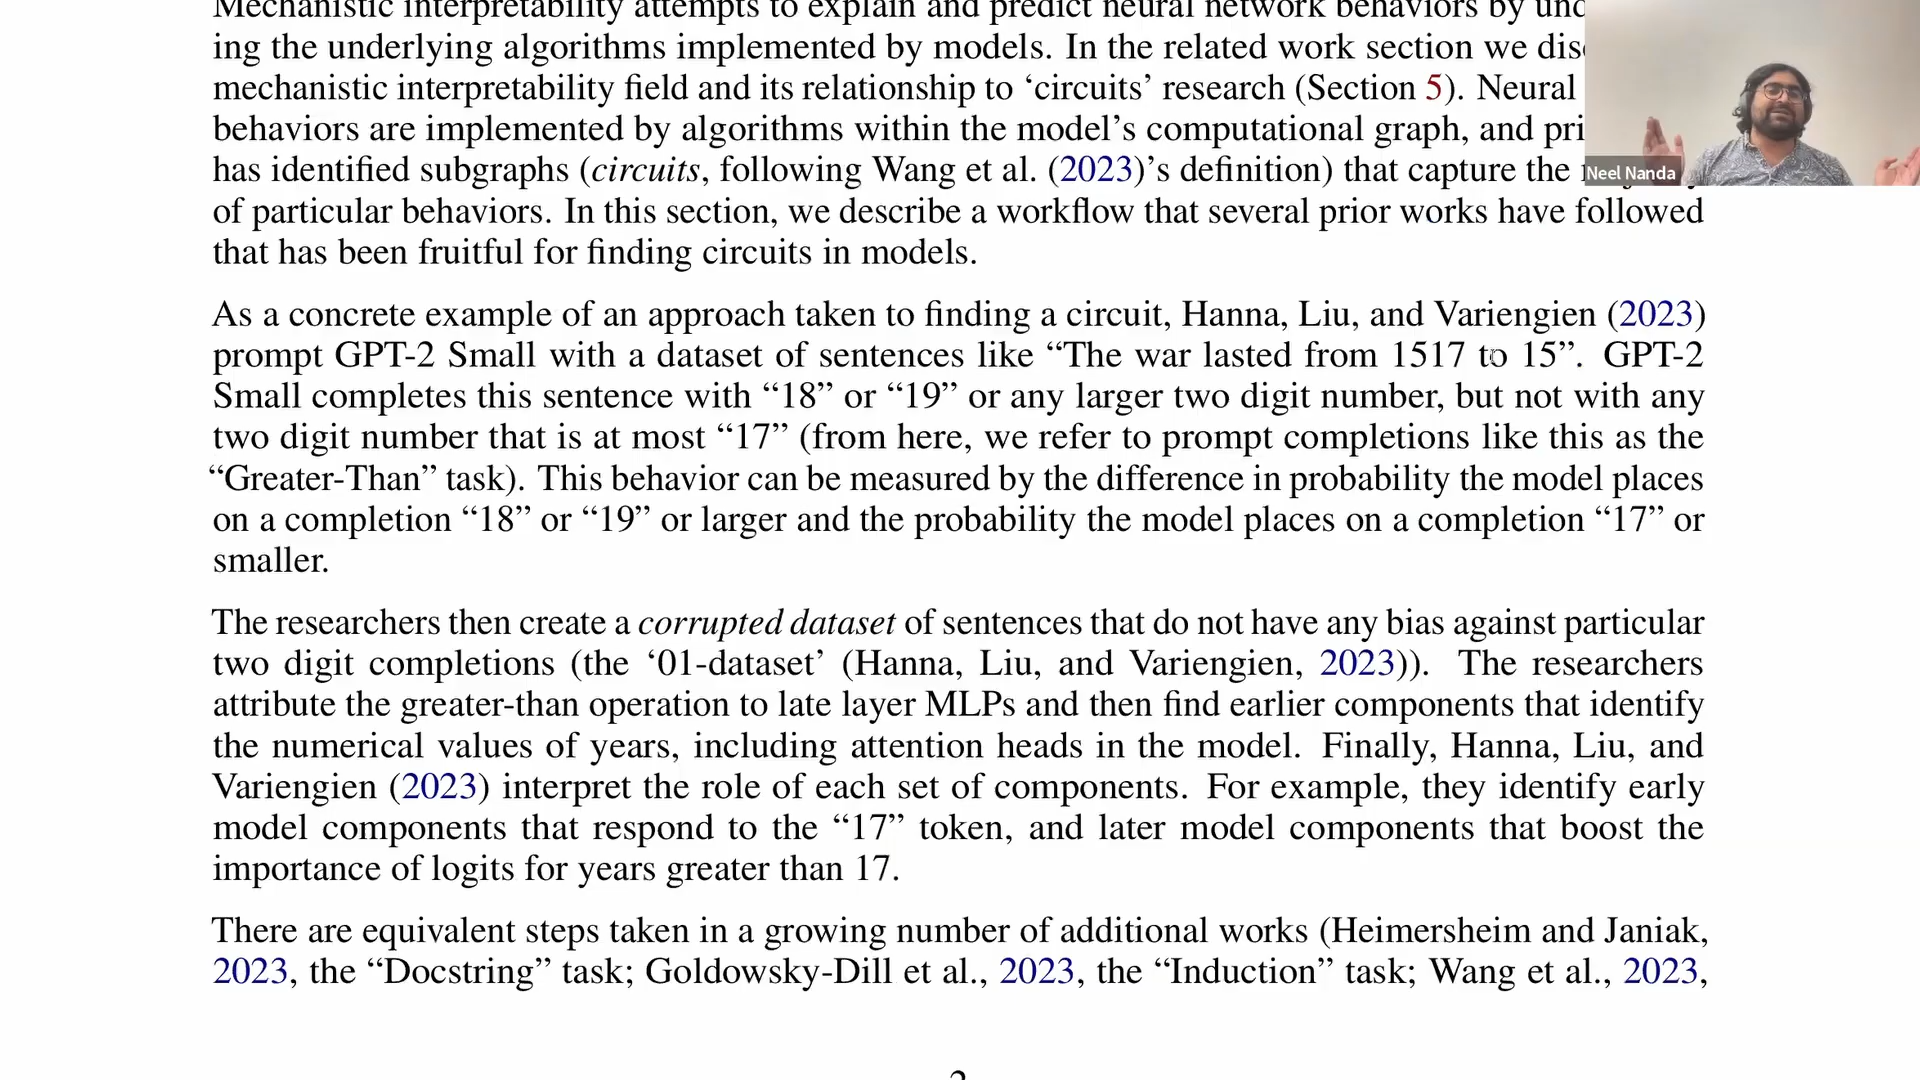 Mechanistic interpretability attempts to explain and predict neural network behaviors by und
ing the underlying algorithms implemented by models. In the related work section we dis
mechanistic interpretability field and its relationship to ‘circuits’ research (Section 5). Neural
behaviors are implemented by algorithms within the model’s computational graph, and pri
has identified subgraphs (circuits, following Wang et al. (2023)’s definition) that capture the
Neel Nanda
of particular behaviors. In this section, we describe a workflow that several prior works have followed
that has been fruitful for finding circuits in models.
As a concrete example of an approach taken to finding a circuit, Hanna, Liu, and Variengien (2023)
prompt GPT-2 Small with a dataset of sentences like “The war lasted from 1517 to 15”. GPT-2
Small completes this sentence with “18” or “19” or any larger two digit number, but not with any
two digit number that is at most “17” (from here, we refer to prompt completions like this as the
“Greater-Than” task). This behavior can be measured by the difference in probability the model places
on a completion “18” or “19” or larger and the probability the model places on a completion “17” or
smaller.
The researchers then create a corrupted dataset of sentences that do not have any bias against particular
two digit completions (the ‘01-dataset’ (Hanna, Liu, and Variengien, 2023)). The researchers
attribute the greater-than operation to late layer MLPs and then find earlier components that identify
the numerical values of years, including attention heads in the model. Finally, Hanna, Liu, and
Variengien (2023) interpret the role of each set of components. For example, they identify early
model components that respond to the “17” token, and later model components that boost the
importance of logits for years greater than 17.
There are equivalent steps taken in a growing number of additional works (Heimersheim and Janiak,
2023, the “Docstring” task; Goldowsky-Dill et al., 2023, the “Induction” task; Wang et al., 2023,